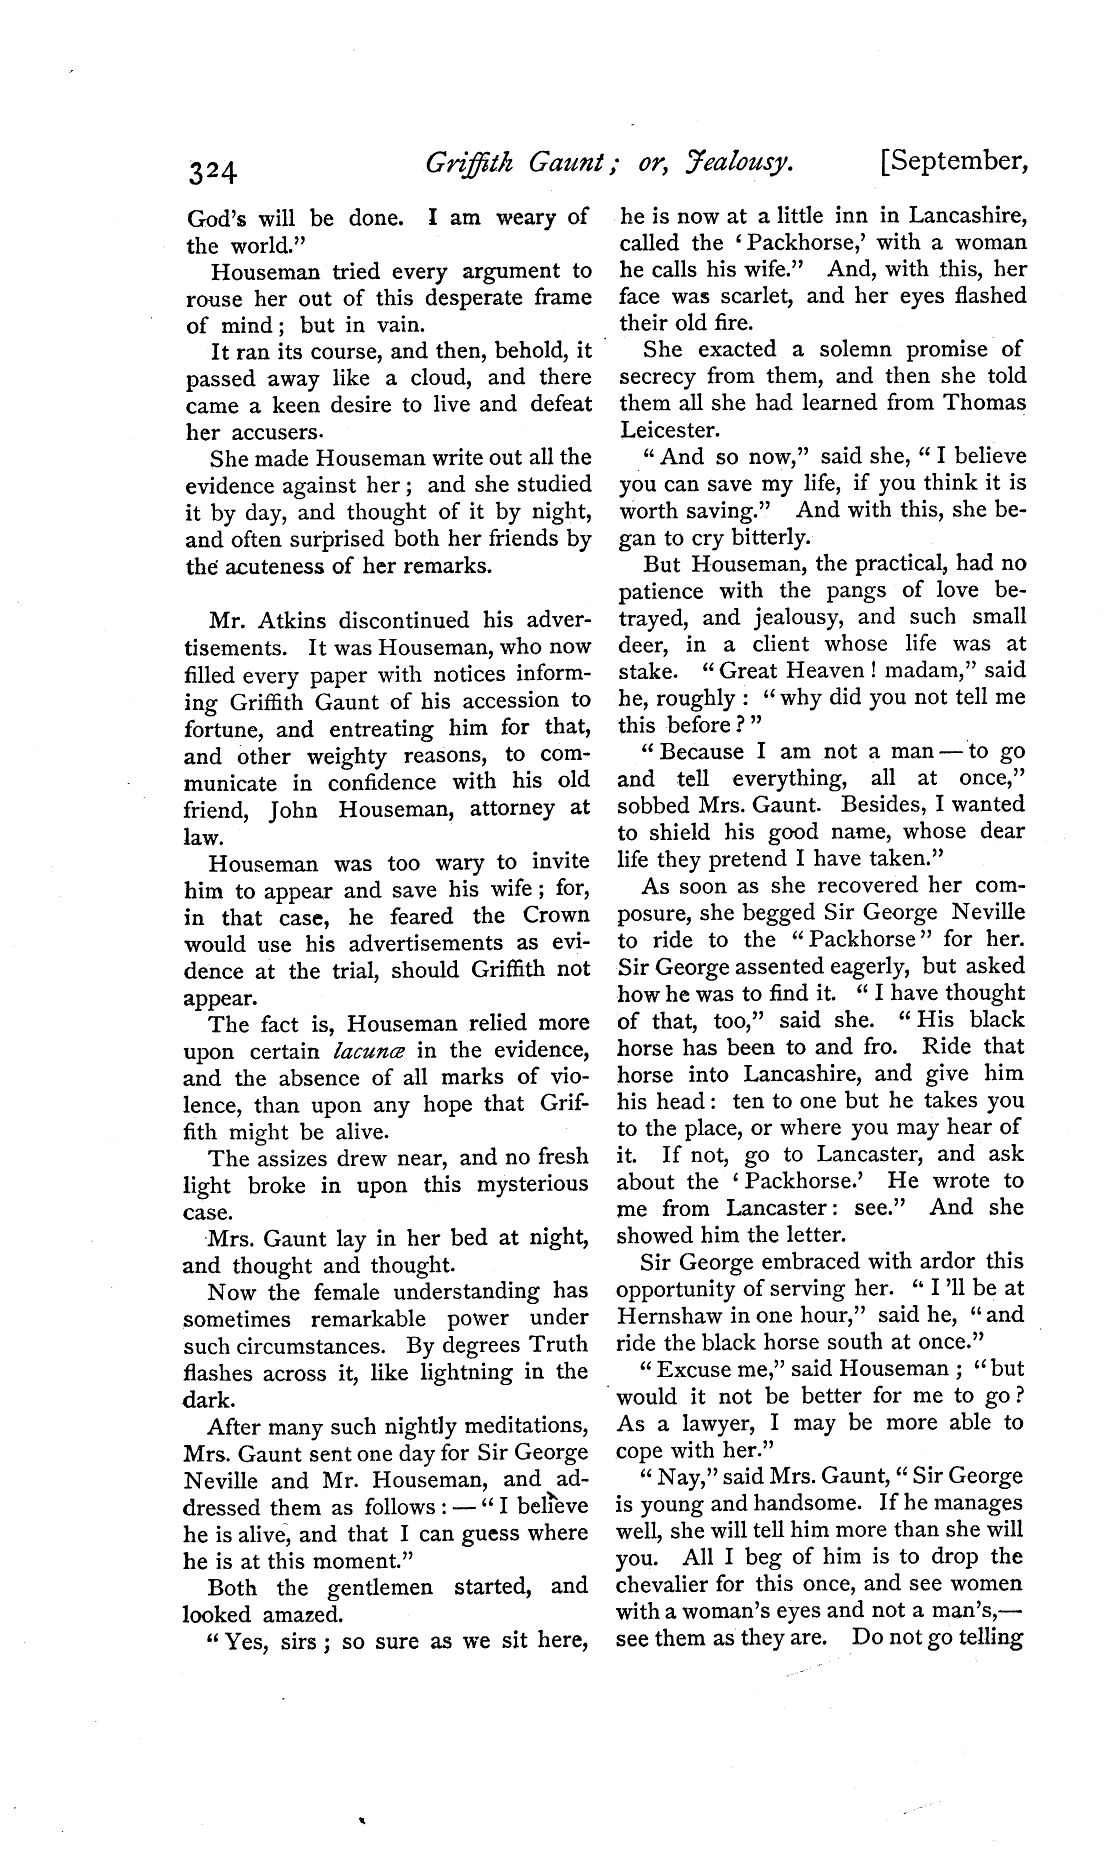 324 Griffith Gaunt; or, Jealousy. [September,
God's will be done. I am weary of
the world."
Houseman tried every argument to
rouse her out of this desperate frame
of mind; but in vain.
It ran its course, and then, behold, it
passed away like a cloud, and there
came a keen desire to live and defeat
her accusers.
She made Houseman write out all the
evidence against her; and she studied
it by day, and thought of it by night,
and often surprised both her friends by
the acuteness of her remarks.
Mr. Atkins discontinued his adver-
tisements. It was Houseman, who now
filled every paper with notices inform-
ing Griffith Gaunt of his accession to
fortune, and entreating him for that,
and other weighty reasons, to com-
municate in confidence with his old
friend, John Houseman, attorney at
law.
Houseman was too wary to invite
him to appear and save his wife; for,
in that case, he feared the Crown
would use his advertisements as evi-
dence at the trial, should Griffith not
appear.
The fact is, Houseman relied more
upon certain lacunæ in the evidence,
and the absence of all marks of vio-
lence, than upon any hope that Grif-
fith might be alive.
The assizes drew near, and no fresh
light broke in upon this mysterious
case.
Mrs. Gaunt lay in her bed at night,
and thought and thought.
Now the female understanding has
sometimes remarkable power under
such circumstances. By degrees Truth
flashes across it, like lightning in the
dark.
After many such nightly meditations,
Mrs. Gaunt sent one day for Sir George
Neville and Mr. Houseman, and ad-
dressed them as follows: — "I believe
he is alive, and that I can guess where
he is at this moment."
Both the gentlemen started, and
looked amazed.
"Yes, sirs; so sure as we sit here,
he is now at a little inn in Lancashire,
called the 'Packhorse,' with a woman
he calls his wife." And, with this, her
face was scarlet, and her eyes flashed
their old fire.
She exacted a solemn promise of
secrecy from them, and then she told
them all she had learned from Thomas
Leicester.
"And so now," said she, "I believe
you can save my life, if you think it is
worth saving." And with this, she be-
gan to cry bitterly.
But Houseman, the practical, had no
patience with the pangs of love be-
trayed, and jealousy, and such small
deer, in a client whose life was at
stake. "Great Heaven! madam," said
he, roughly: "why did you not tell me
this before?"
"Because I am not a man — to go
and tell everything, all at once,"
sobbed Mrs. Gaunt. Besides, I wanted
to shield his good name, whose dear
life they pretend I have taken."
As soon as she recovered her com-
posure, she begged Sir George Neville
to ride to the "Packhorse" for her.
Sir George assented eagerly, but asked
how he was to find it. "I have thought
of that, too," said she. "His black
horse has been to and fro. Ride that
horse into Lancashire, and give him
his head: ten to one but he takes you
to the place, or where you may hear of
it. If not, go to Lancaster, and ask
about the 'Packhorse.' He wrote to
me from Lancaster: see." And she
showed him the letter.
Sir George embraced with ardor this
opportunity of serving her. "I 'll be at
Hernshaw in one hour," said he, "and
ride the black horse south at once."
"Excuse me," said Houseman; "but
would it not be better for me to go?
As a lawyer, I may be more able to
cope with her."
"Nay," said Mrs. Gaunt, "Sir George
is young and handsome. If he manages
well, she will tell him more than she will
you. All I beg of him is to drop the
chevalier for this once, and see women
with a woman's eyes and not a man's,—
see them as they are. Do not go telling